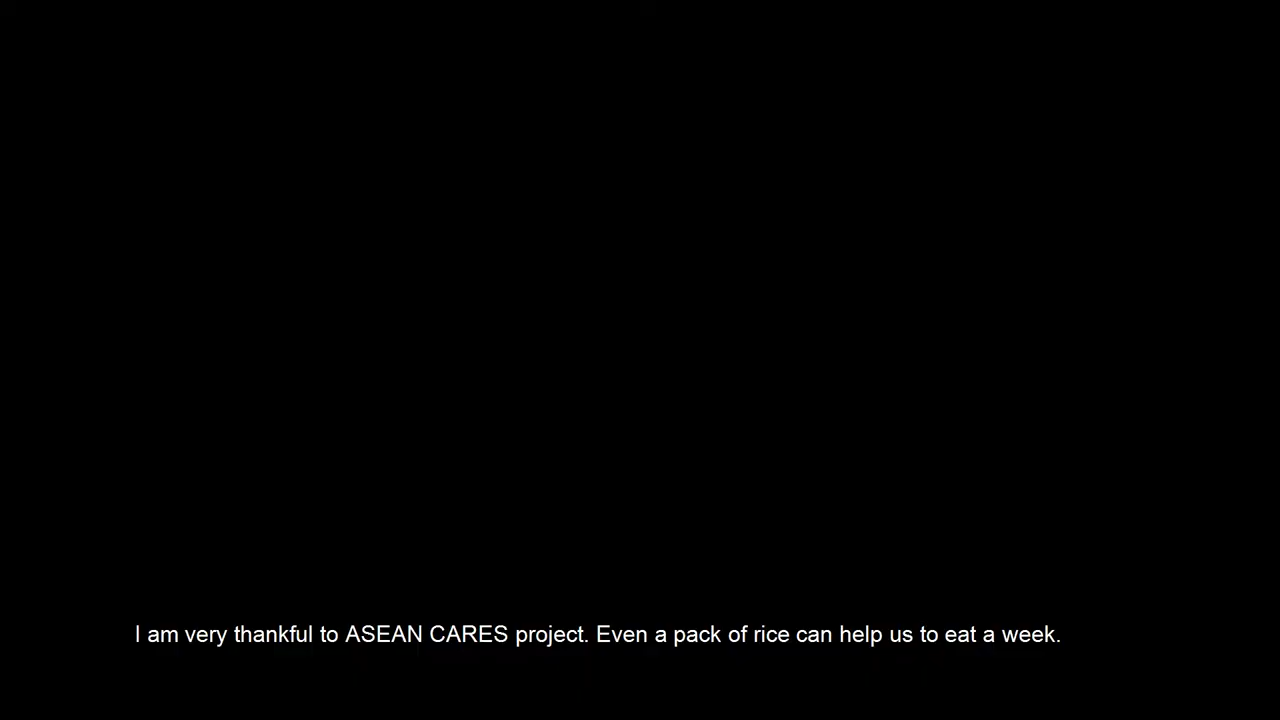 I am very thankful to ASEAN CARES project. Even a pack of rice can help us to eat a week.